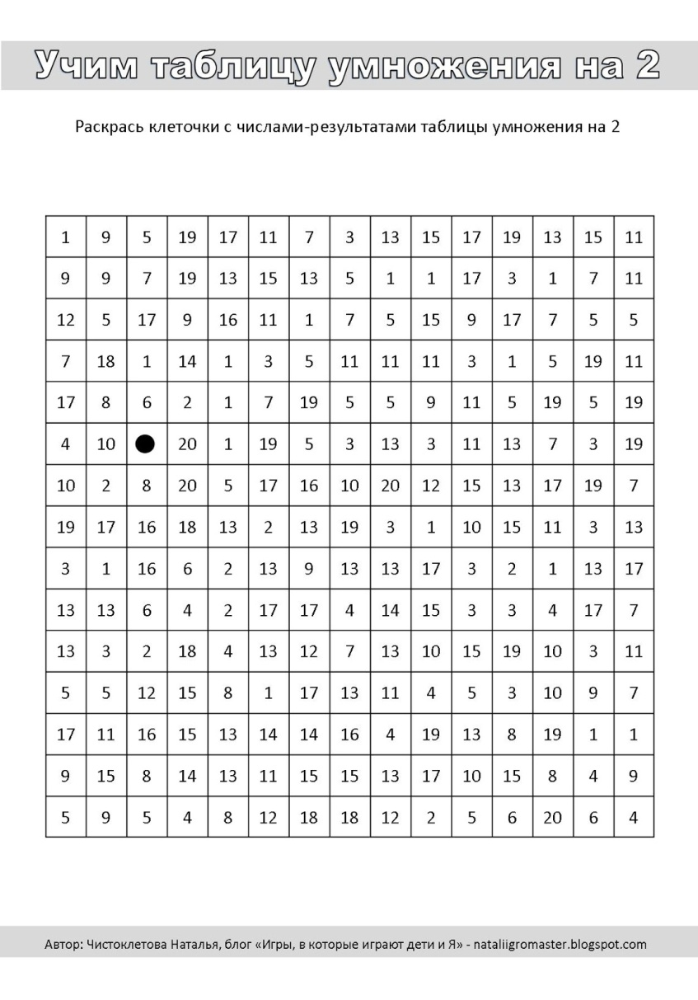 Учим таблицу умножения на 2
Раскрась клеточки с числами-результатами таблицы умножения на 2
1 9 5 19 17 11 7 3 13 15 17 19 13 15 11
9 9 7 19 13 15 13 5 1 1 17 3 1 7 11
12 5 17 9 16 11 1 7 5 15 9 17 7 5 5
7 18 1 14 1 3 5 11 11 11 3 1 5 19 11
17 8 6 2 1 7 19 5 5 9 11 5 19 5 19
4 10 20 1 19 5 3 13 3 11 13 7 3 19
10 2 8 20 5 17 16 10 20 12 15 13 17 19 7
19 17 16 18 13 2 13 19 3 1 10 15 11 3 13
3 1 16 6 2 13 9 13 13 17 3 2 1 13 17
13 13 6 4 2 17 17 4 14 15 3 3 4 17 7
13 3 2 18 4 13 12 7 13 10 15 19 10 3 11
5 5 12 15 8 1 17 13 11 4 5 3 10 9 7
17 11 16 15 13 14 14 16 4 19 13 8 19 1 1
9 15 8 14 13 11 15 15 13 17 10 15 8 4 9
5 9 5 4 8 12 18 18 12 2 5 6 20 6 4
Автор: Чистоклетова Наталья, блог «Игры, в которые играют дети и Я» - nataliigromaster.blogspot.com